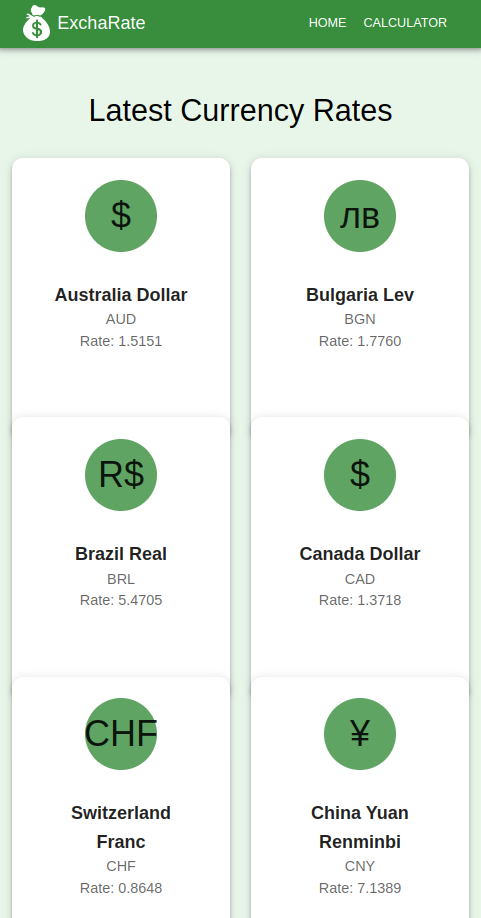 $ ExchaRate HOME CALCULATOR
Latest Currency Rates
$
Australia Dollar
AUD
Rate: 1.5151
лв
Bulgaria Lev
BGN
Rate: 1.7760
R$
Brazil Real
BRL
Rate: 5.4705
$
Canada Dollar
CAD
Rate: 1.3718
CHF
Switzerland
Franc
CHF
Rate: 0.8648
¥
China Yuan
Renminbi
CNY
Rate: 7.1389